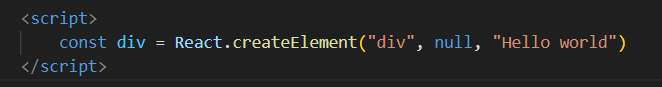 <script>
const div = React.createElement("div", null, "Hello world")
</script>